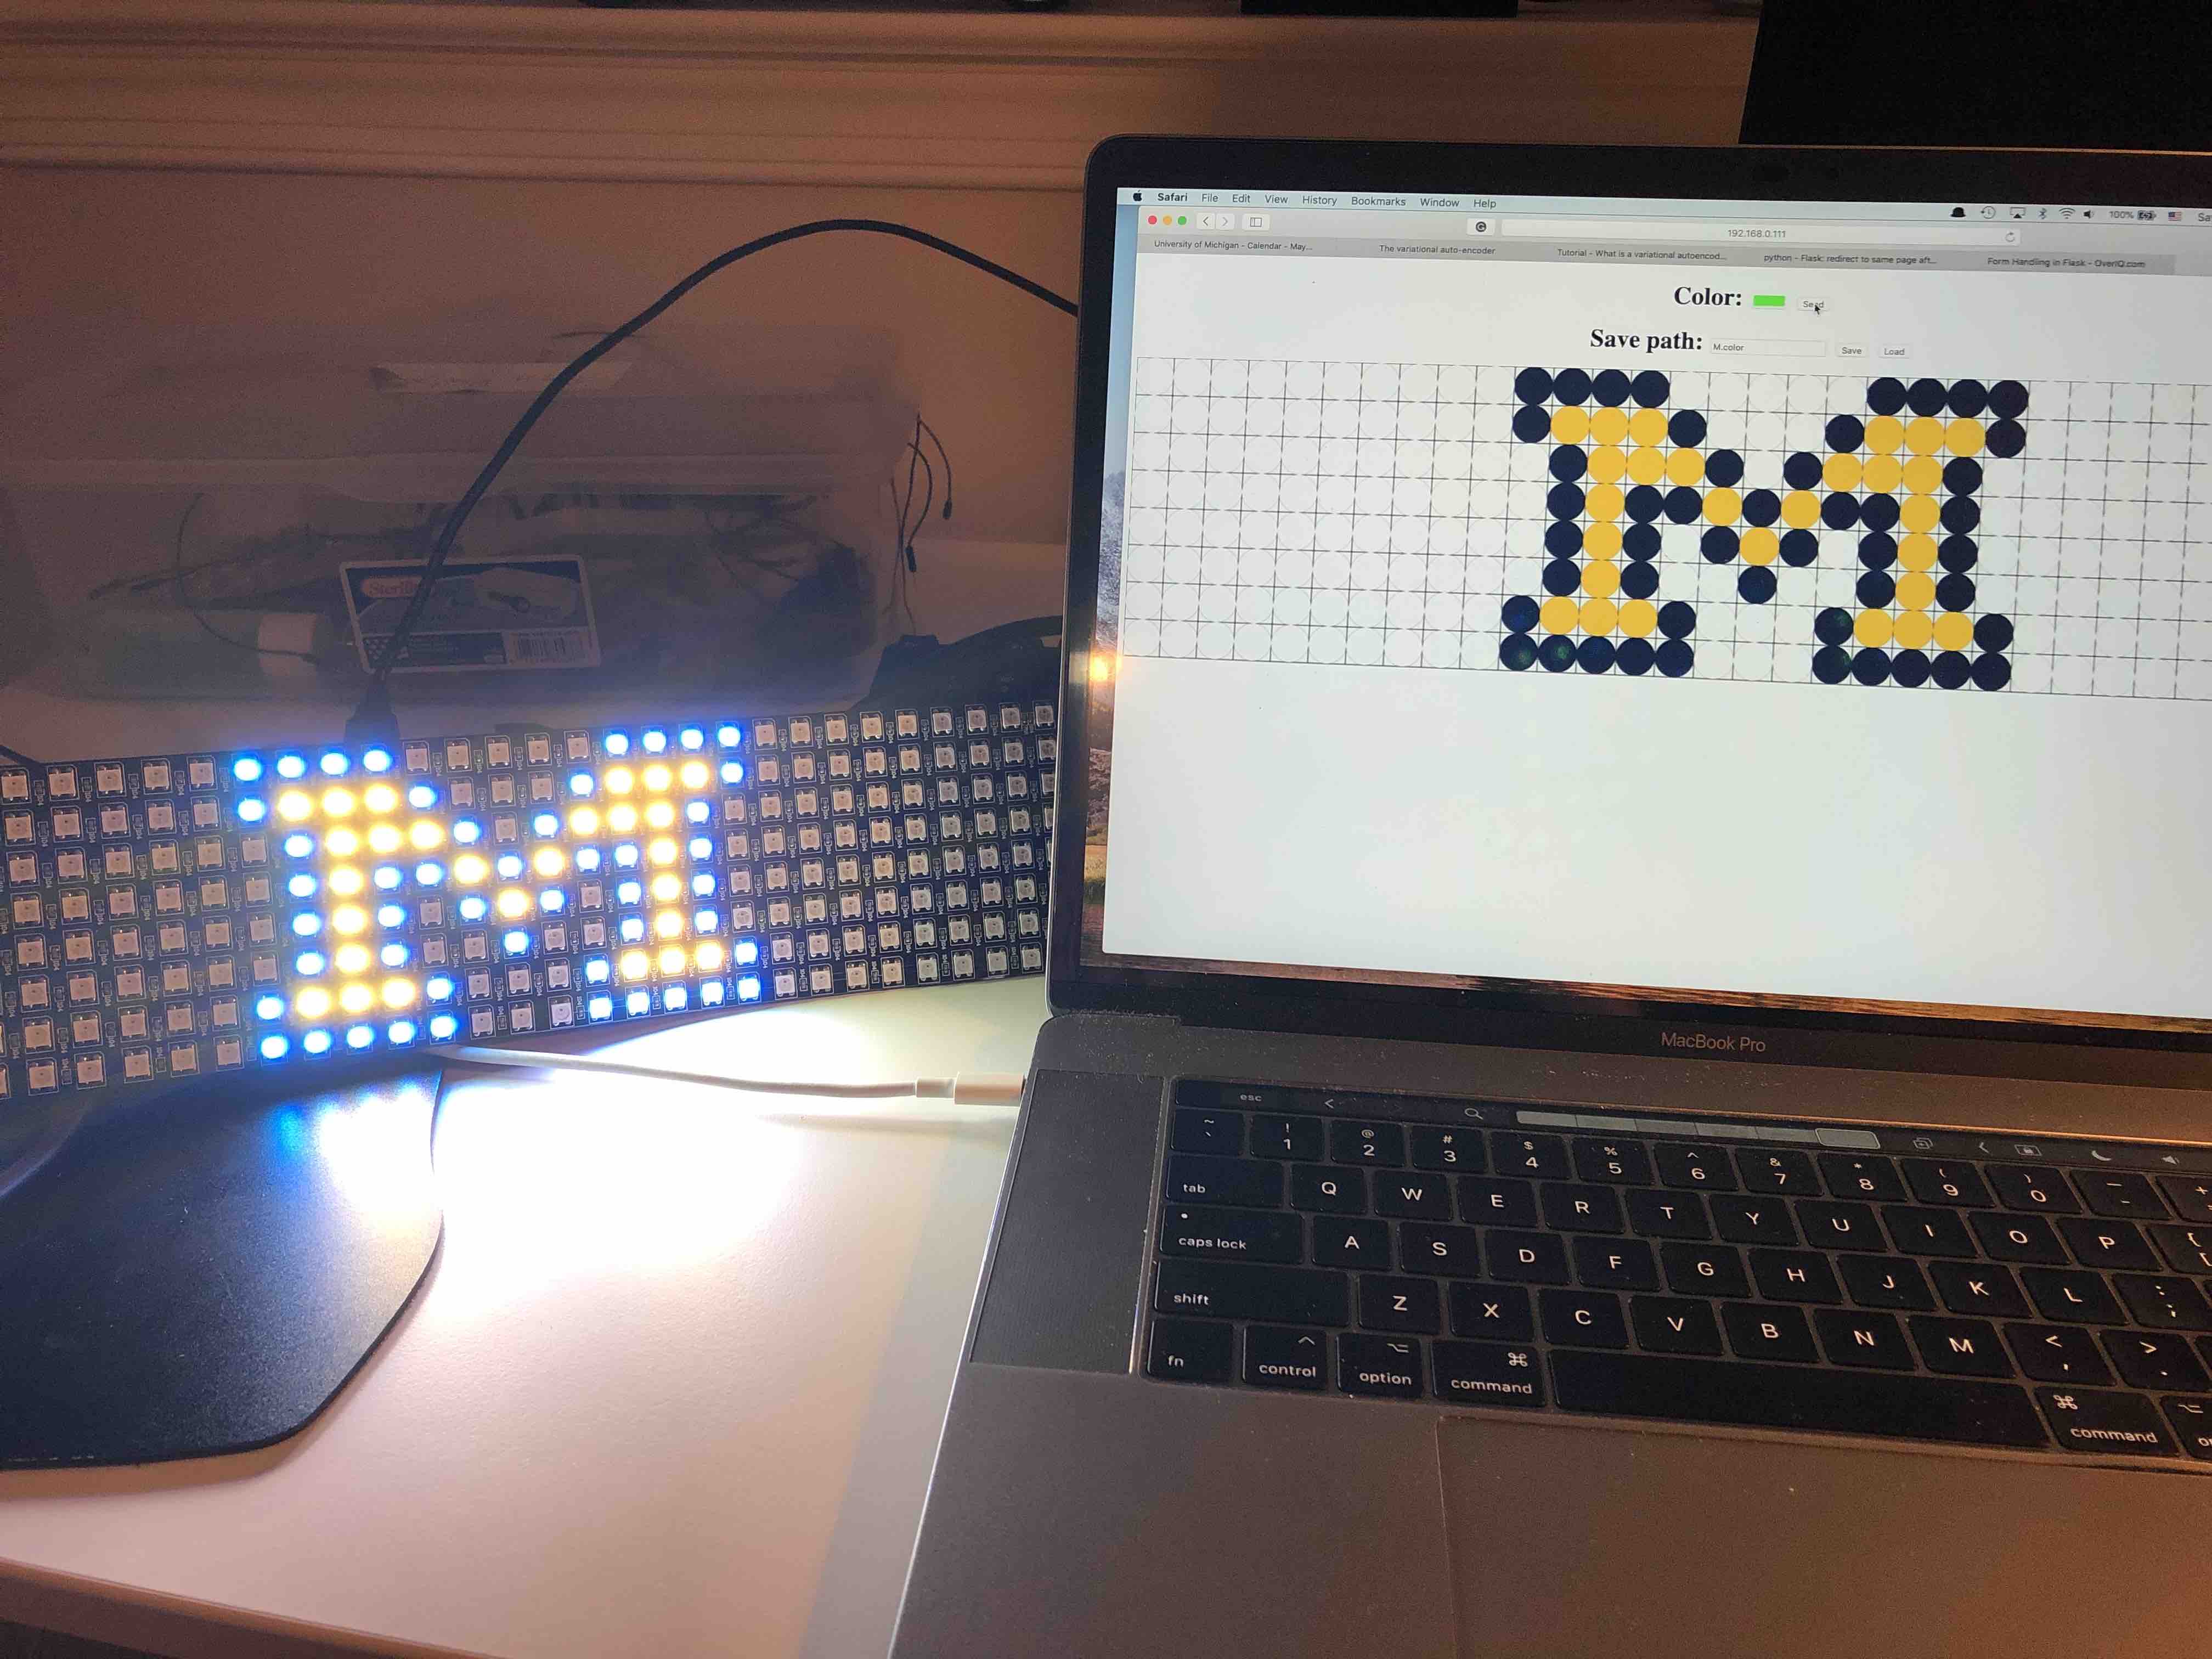 Safari File Edit View History Bookmarks Window Help 100% Sa
192.168.0.111
University of Michigan - Calendar - May... The variational auto-encoder Tutorial - What is a variational autoencod... python - Flask: redirect to same page aft... Form Handling in Flask - OverIQ.com
Color: Send
Save path: M.color Save Load
M
Sterilite
M
MacBook Pro
esc
~ ` ! 1 @ 2 # 3 $ 4 % 5 ^ 6 & 7 * 8 ( 9 ) 0 _ - +
tab Q W E R T Y U I O P { [
caps lock A S D F G H J K L : ;
shift Z X C V B N M < , > .
fn control option command command